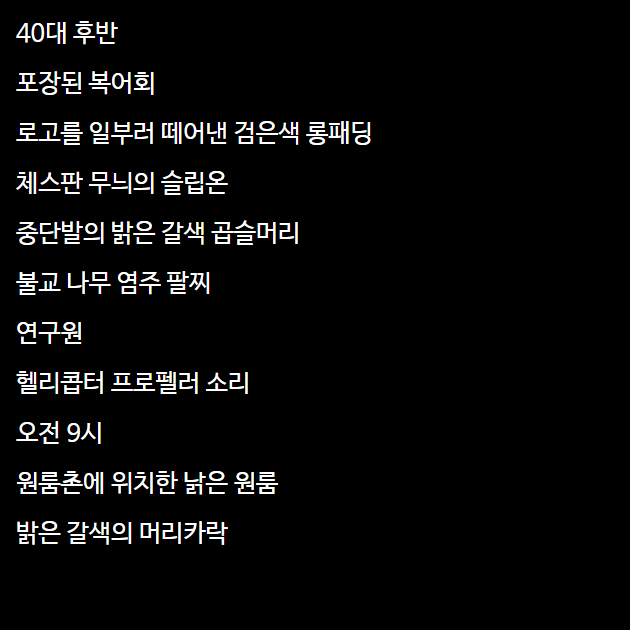 40대 후반
포장된 복어회
로고를 일부러 떼어낸 검은색 롱패딩
체스판 무늬의 슬립온
중단발의 밝은 갈색 곱슬머리
불교 나무 염주 팔찌
연구원
헬리콥터 프로펠러 소리
오전 9시
원룸촌에 위치한 낡은 원룸
밝은 갈색의 머리카락